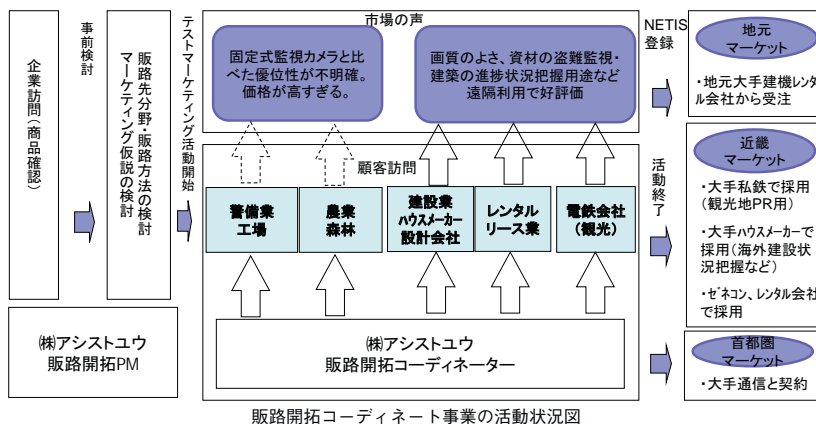 企業訪問(商品確認)
事前検討
販路先分野・販路方法の検討
マーケティング仮説の検討
テストマーケティング活動開始
㈱アシストユウ
販路開拓PM
市場の声
固定式監視カメラと比
べた優位性が不明確。
価格が高すぎる。
画質のよさ、資材の盗難監視・
建築の進捗状況把握用途など
遠隔利用で好評価
顧客訪問
警備業
工場
農業
森林
建設業
ハウスメーカー
設計会社
レンタル
リース業
電鉄会社
(観光)
㈱アシストユウ
販路開拓コーディネーター
NETIS
登録
活動終了
地元
マーケット
・地元大手建機レンタ
ル会社から受注
近畿
マーケット
・大手私鉄で採用
(観光地PR用)
・大手ハウスメーカーで
採用(海外建設状
況把握など)
・ゼネコン、レンタル会社
で採用
首都圏
マーケット
・大手通信と契約
販路開拓コーディネート事業の活動状況図